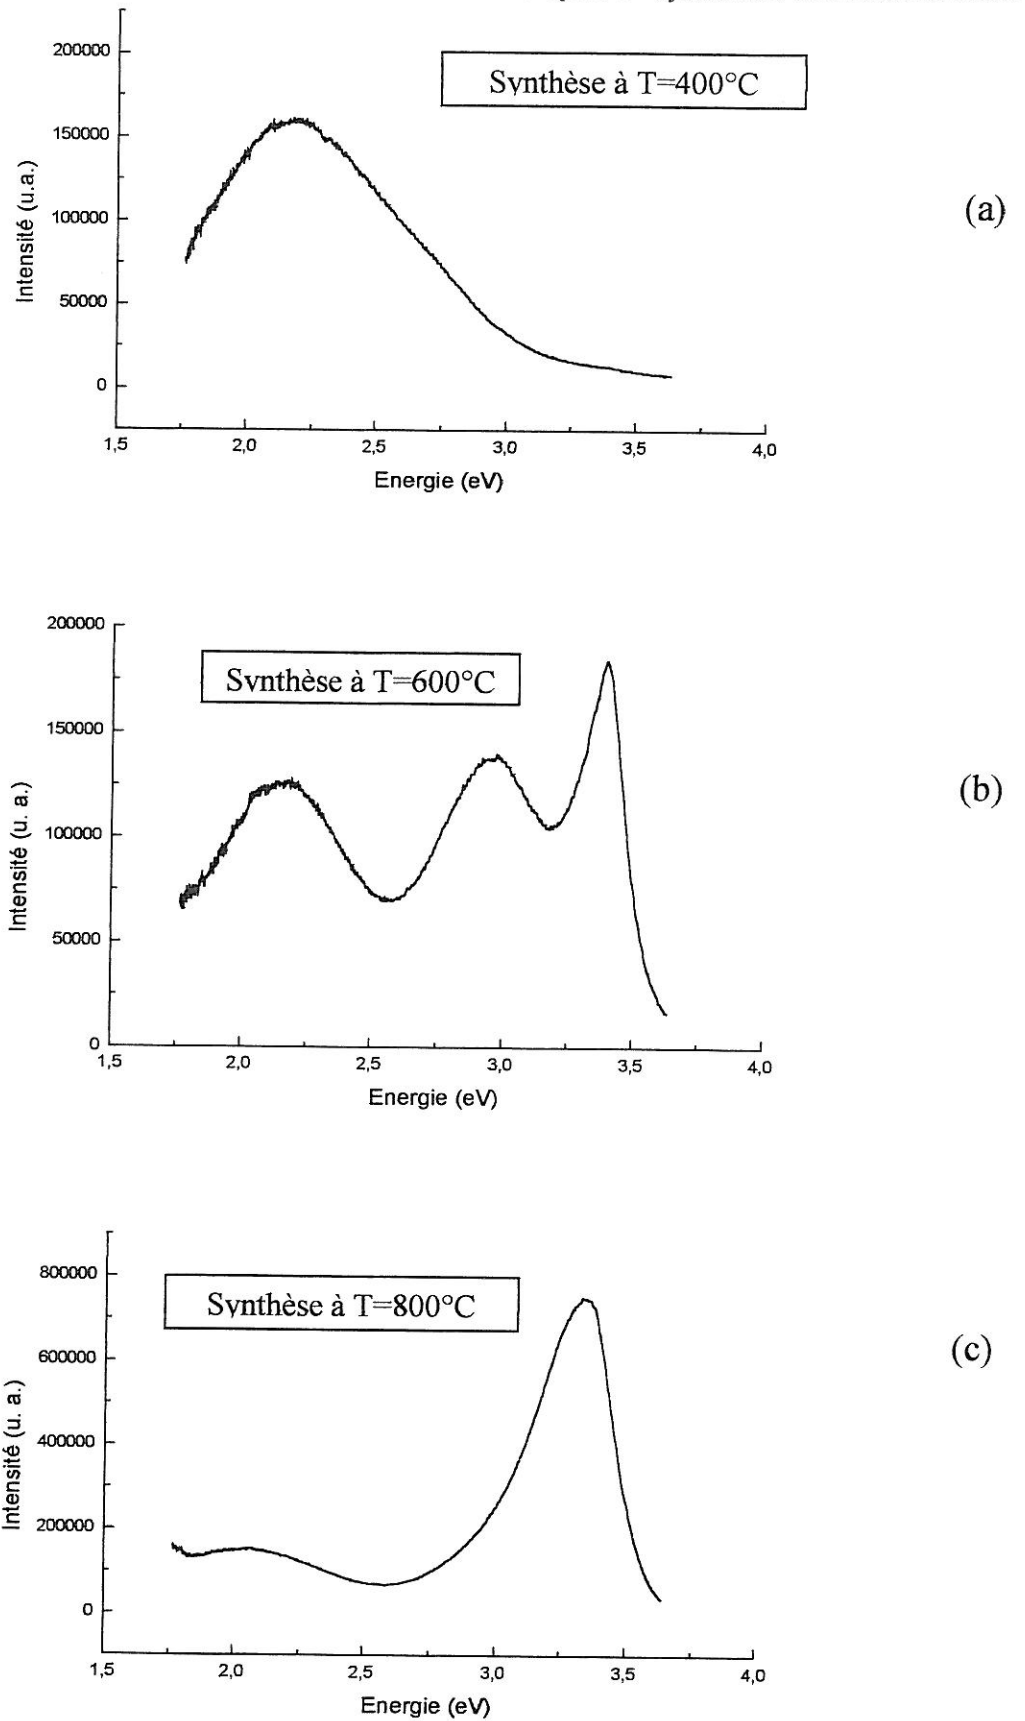 200000
Synthèse à T=400°C
150000
(a)
100000
50000
0
Intensité (u.a.)
1,5 2,0 2,5 3,0 3,5 4,0
Energie (eV)
200000
Synthèse à T=600°C
150000
(b)
100000
50000
0
Intensité (u. a.)
1,5 2,0 2,5 3,0 3,5 4,0
Energie (eV)
800000
Synthèse à T=800°C
600000
(c)
400000
200000
0
Intensité (u. a.)
1,5 2,0 2,5 3,0 3,5 4,0
Energie (eV)